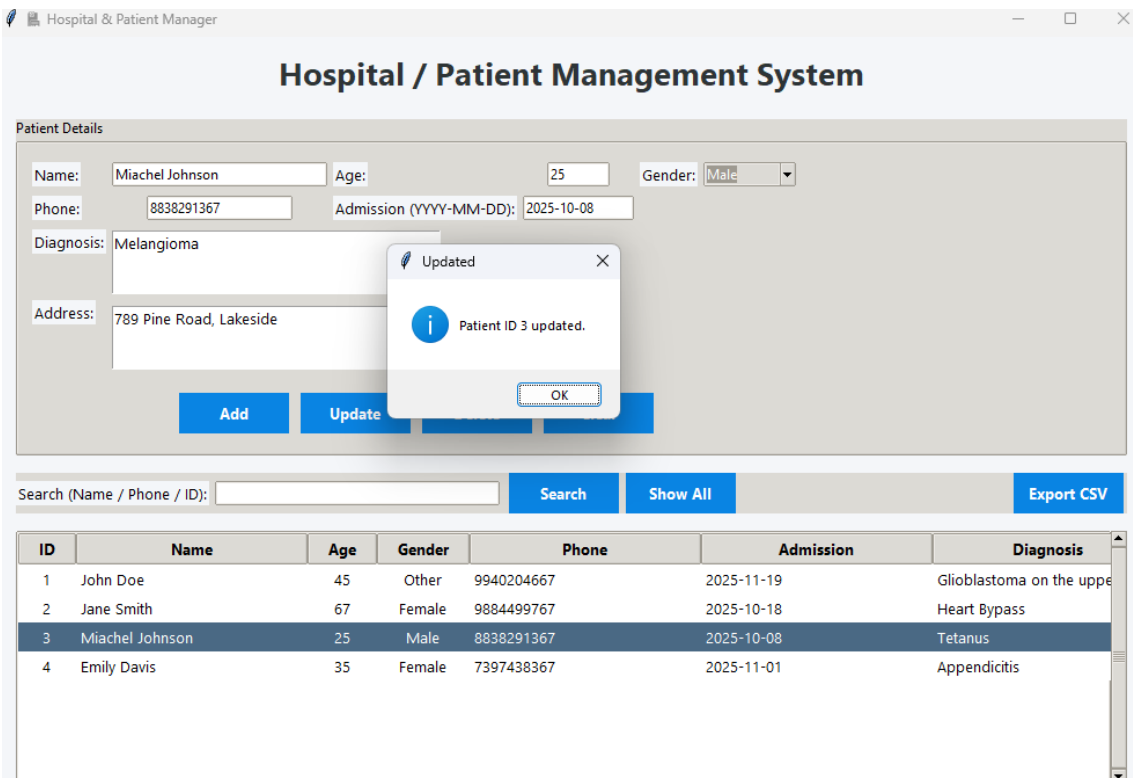 Hospital & Patient Manager
Hospital / Patient Management System
Patient Details
Name: Miachel Johnson Age: 25 Gender: Male
Phone: 8838291367 Admission (YYYY-MM-DD): 2025-10-08
Diagnosis: Melangioma
Updated
Patient ID 3 updated.
OK
Address: 789 Pine Road, Lakeside
Add Update
Search (Name / Phone / ID): Search Show All Export CSV
ID Name Age Gender Phone Admission Diagnosis
1 John Doe 45 Other 9940204667 2025-11-19 Glioblastoma on the uppe
2 Jane Smith 67 Female 9884499767 2025-10-18 Heart Bypass
3 Miachel Johnson 25 Male 8838291367 2025-10-08 Tetanus
4 Emily Davis 35 Female 7397438367 2025-11-01 Appendicitis